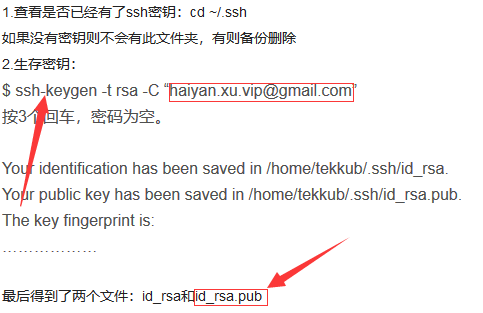 1.查看是否已经有了ssh密钥：cd ~/.ssh
如果没有密钥则不会有此文件夹，有则备份删除
2.生存密钥：
$ ssh-keygen -t rsa -C “haiyan.xu.vip@gmail.com”
按3个回车，密码为空。
Your identification has been saved in /home/tekkub/.ssh/id_rsa.
Your public key has been saved in /home/tekkub/.ssh/id_rsa.pub.
The key fingerprint is:
………………
最后得到了两个文件：id_rsa和id_rsa.pub